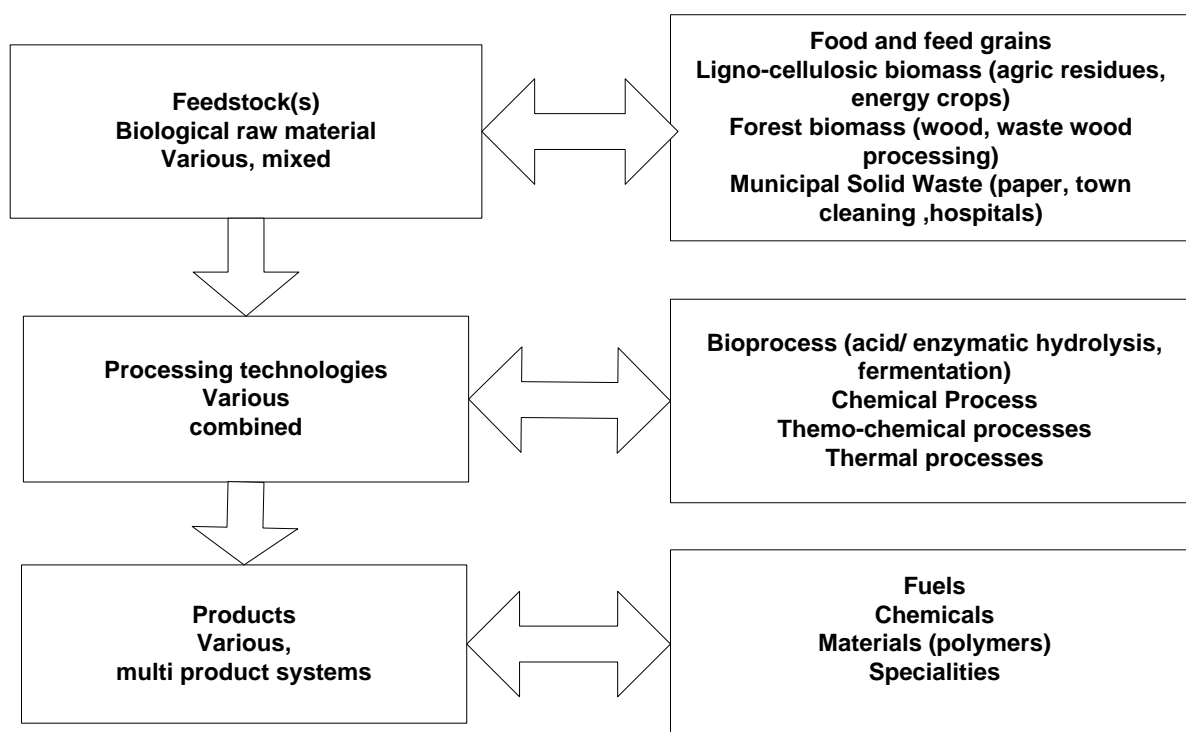 Feedstock(s)
Biological raw material
Various, mixed
Food and feed grains
Ligno-cellulosic biomass (agric residues,
energy crops)
Forest biomass (wood, waste wood
processing)
Municipal Solid Waste (paper, town
cleaning ,hospitals)
Processing technologies
Various
combined
Bioprocess (acid/ enzymatic hydrolysis,
fermentation)
Chemical Process
Themo-chemical processes
Thermal processes
Products
Various,
multi product systems
Fuels
Chemicals
Materials (polymers)
Specialities